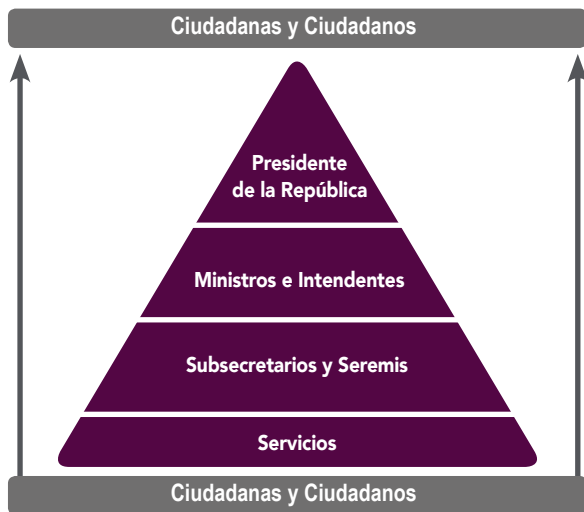 Ciudadanas y Ciudadanos
Presidente
de la República
Ministros e Intendentes
Subsecretarios y Seremis
Servicios
Ciudadanas y Ciudadanos